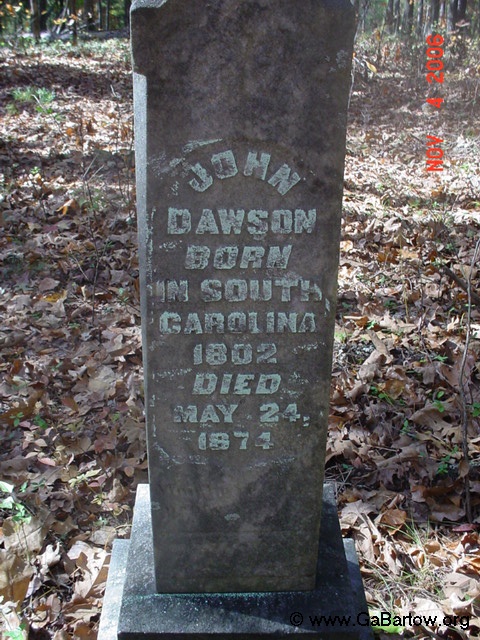 JOHN
DAWSON
BORN
IN SOUTH
CAROLINA
1802
DIED
MAY 24,
1874
NOV 4 2006
© www.GaBartow.org